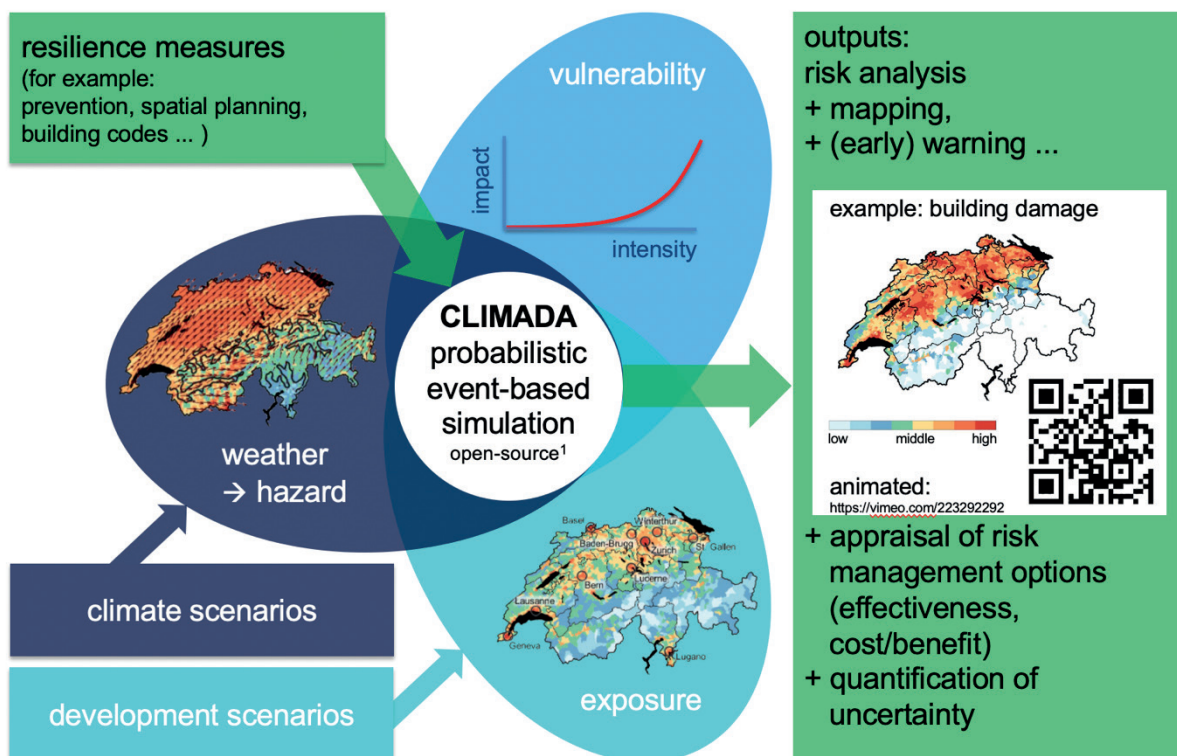 resilience measures
(for example:
prevention, spatial planning,
building codes ... )
vulnerability
impact
intensity
CLIMADA
probabilistic
event-based
simulation
open-source¹
weather
→ hazard
climate scenarios
development scenarios
Basel
Winterthur
Baden-Brugg
Zurich
St. Gallen
Lucerne
Bern
Lausanne
Geneva
Lugano
exposure
outputs:
risk analysis
+ mapping,
+ (early) warning ...
example: building damage
low middle high
animated:
https://vimeo.com/223292292
+ appraisal of risk
management options
(effectiveness,
cost/benefit)
+ quantification of
uncertainty